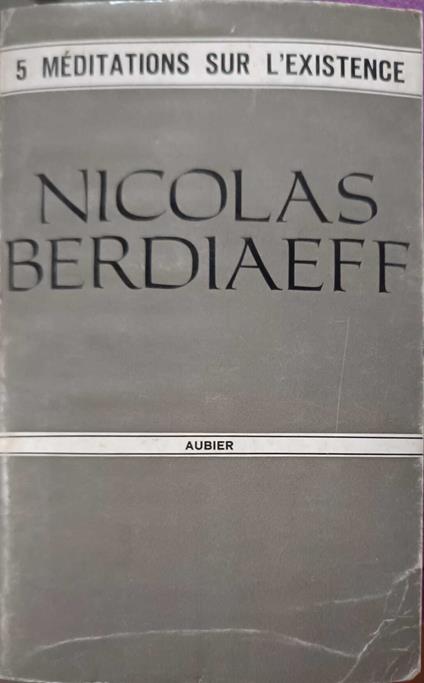 5 MÉDITATIONS SUR L'EXISTENCE
NICOLAS
BERDIAEFF
AUBIER